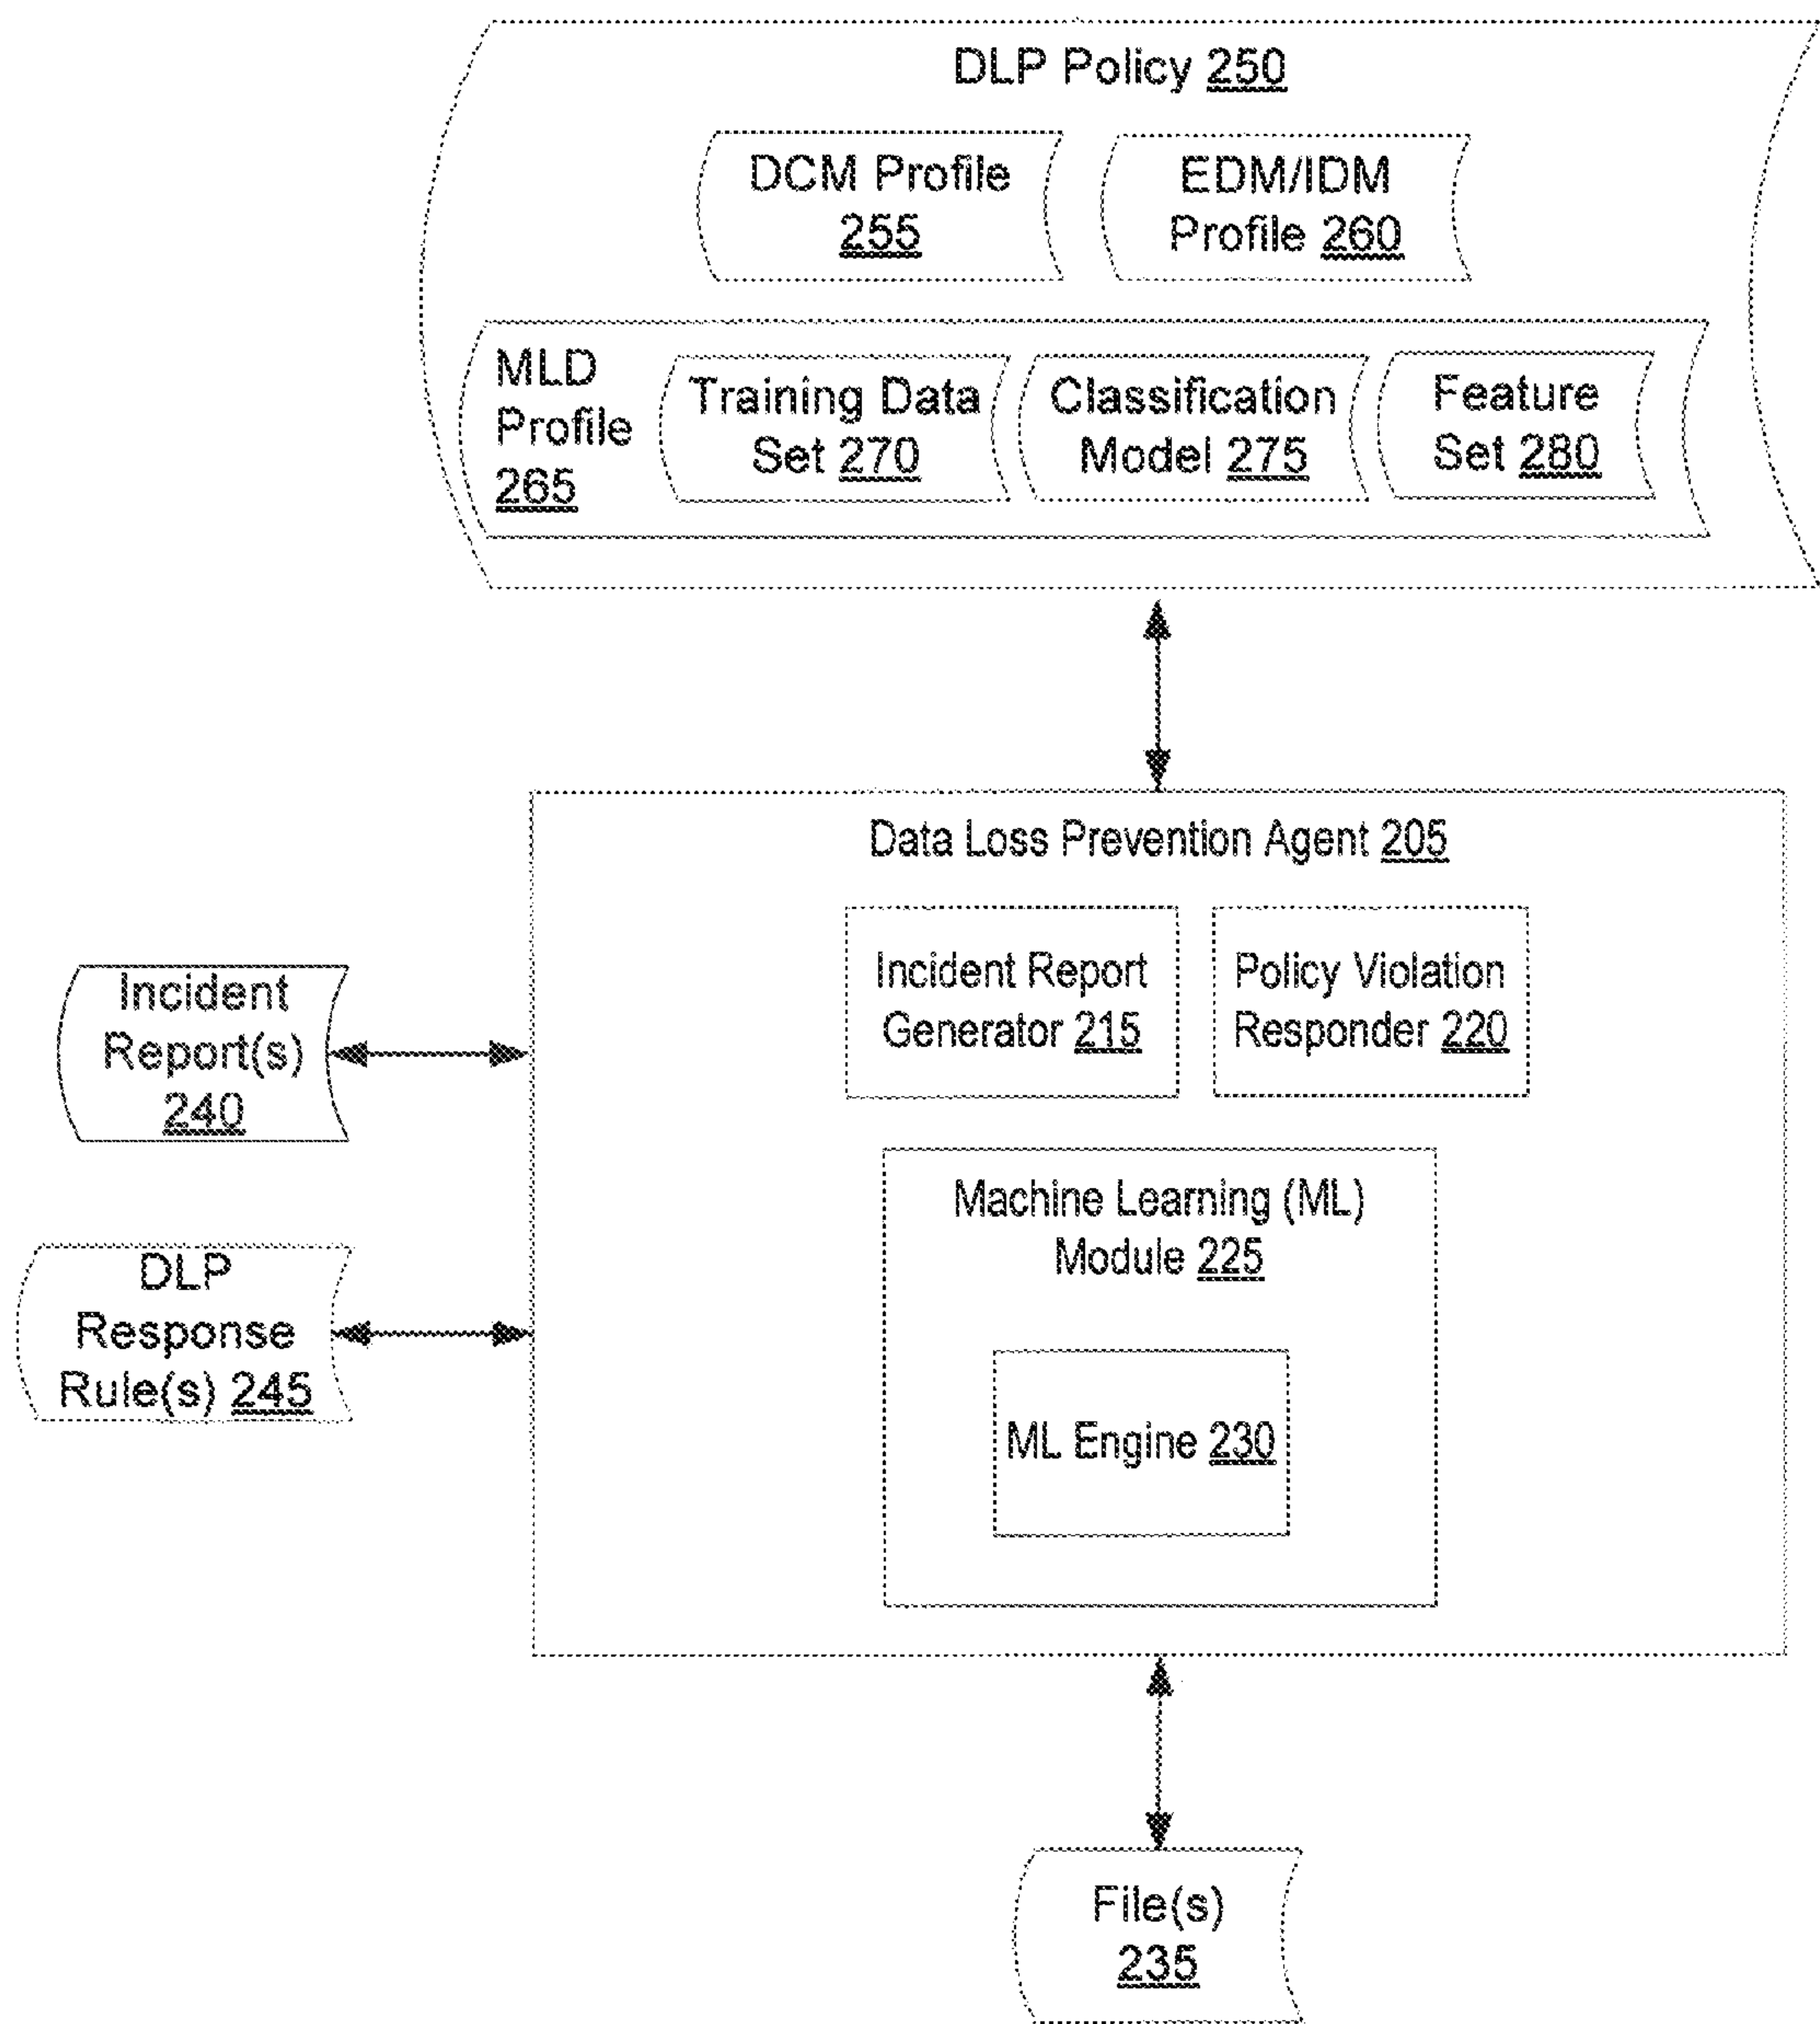 DLP Policy 250
DCM Profile
255
EDM/IDM
Profile 260
MLD
Profile
265
Training Data
Set 270
Classification
Model 275
Feature
Set 280
Data Loss Prevention Agent 205
Incident Report
Generator 215
Policy Violation
Responder 220
Incident
Report(s)
240
Machine Learning (ML)
Module 225
DLP
Response
Rule(s) 245
ML Engine 230
File(s)
235